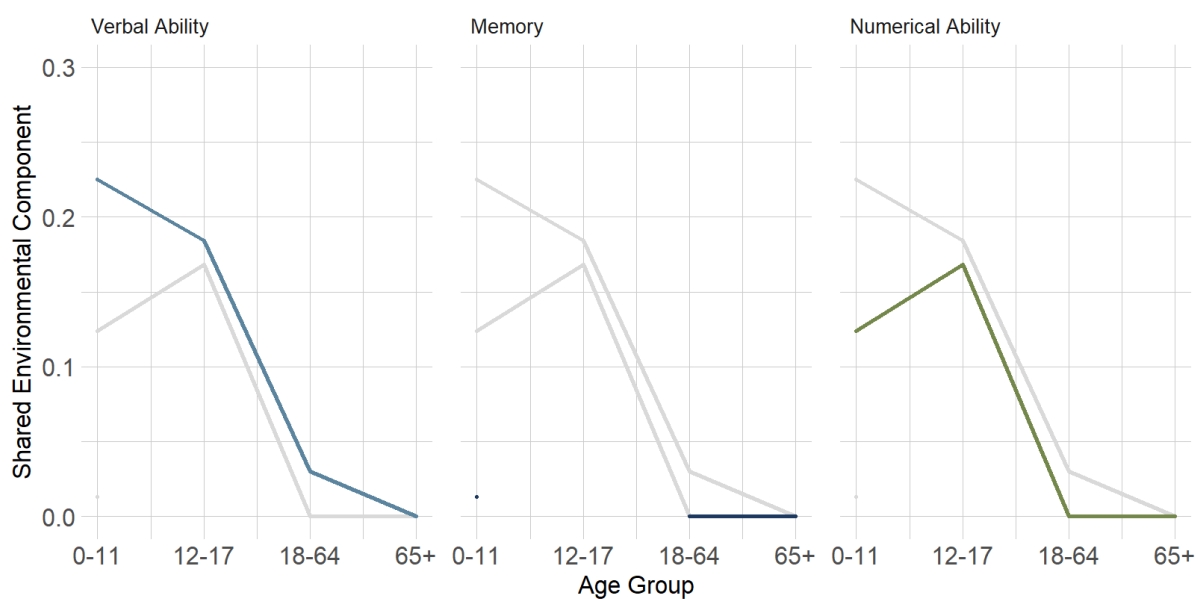 Verbal Ability
Memory
Numerical Ability
Shared Environmental Component
0.3
0.2
0.1
0.0
0-11 12-17 18-64 65+
0-11 12-17 18-64 65+
0-11 12-17 18-64 65+
Age Group